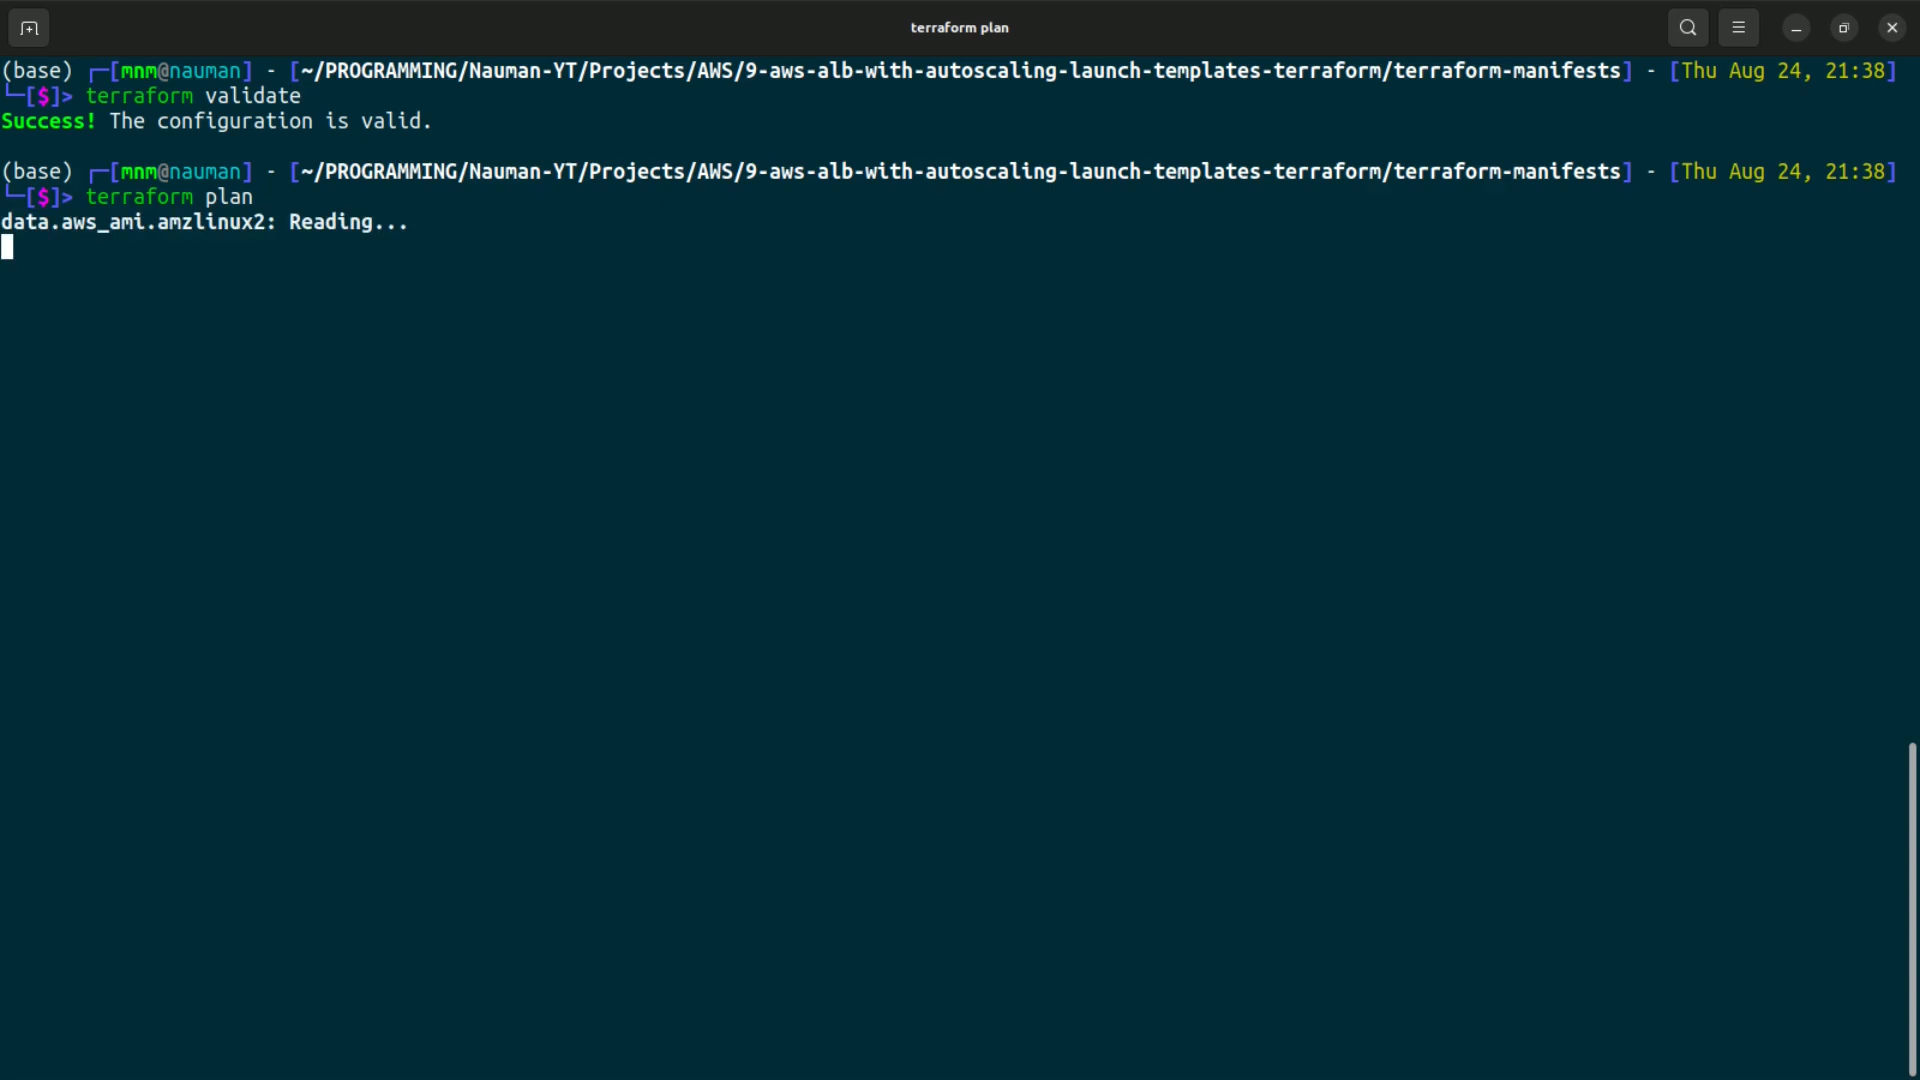 terraform plan
(base) ┌─[mnm@nauman] - [~/PROGRAMMING/Nauman-YT/Projects/AWS/9-aws-alb-with-autoscaling-launch-templates-terraform/terraform-manifests] - [Thu Aug 24, 21:38]
└─[$]> terraform validate
Success! The configuration is valid.
(base) ┌─[mnm@nauman] - [~/PROGRAMMING/Nauman-YT/Projects/AWS/9-aws-alb-with-autoscaling-launch-templates-terraform/terraform-manifests] - [Thu Aug 24, 21:38]
└─[$]> terraform plan
data.aws_ami.amzlinux2: Reading...